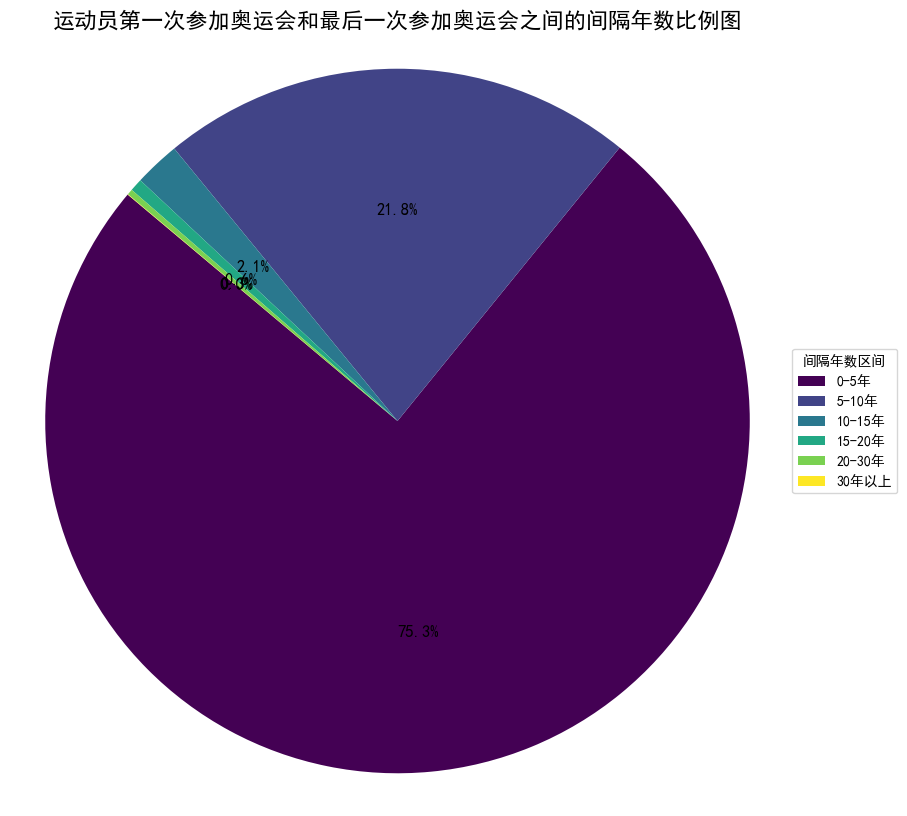 运动员第一次参加奥运会和最后一次参加奥运会之间的间隔年数比例图
21.8%
2.1%
75.3%
间隔年数区间
0-5年
5-10年
10-15年
15-20年
20-30年
30年以上